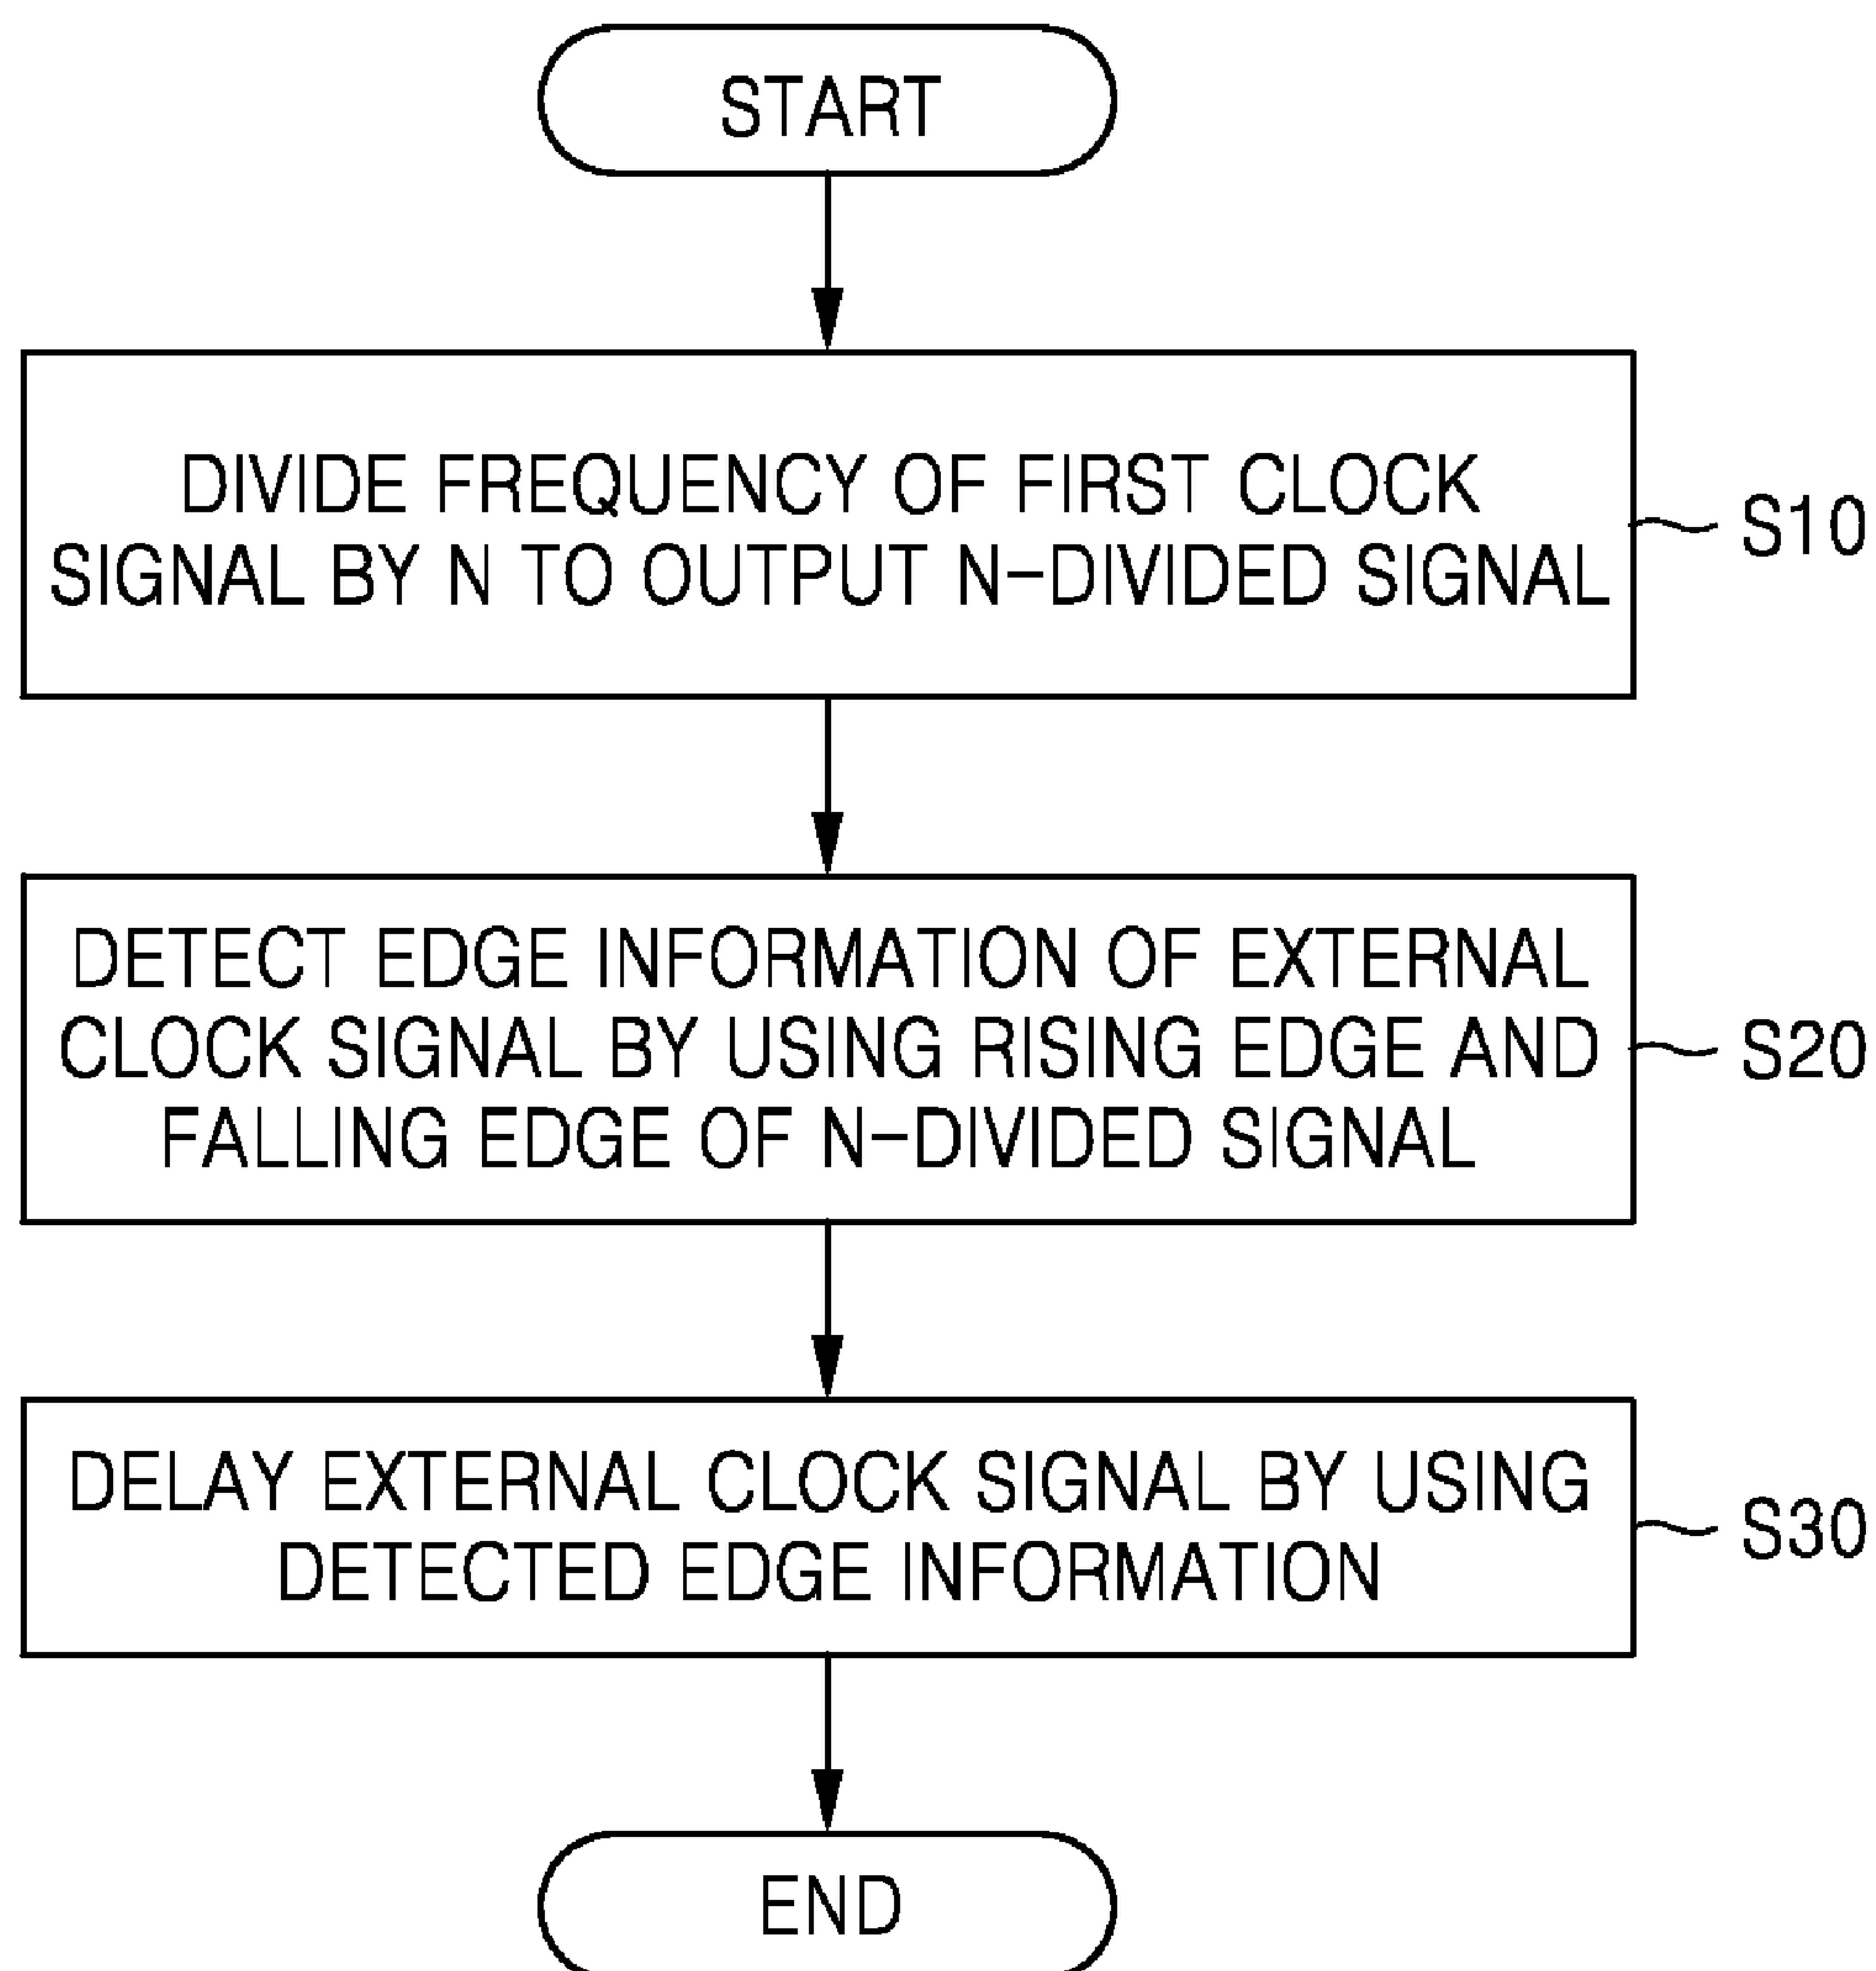 START
DIVIDE FREQUENCY OF FIRST CLOCK
SIGNAL BY N TO OUTPUT N-DIVIDED SIGNAL
S10
DETECT EDGE INFORMATION OF EXTERNAL
CLOCK SIGNAL BY USING RISING EDGE AND
FALLING EDGE OF N-DIVIDED SIGNAL
S20
DELAY EXTERNAL CLOCK SIGNAL BY USING
DETECTED EDGE INFORMATION
S30
END